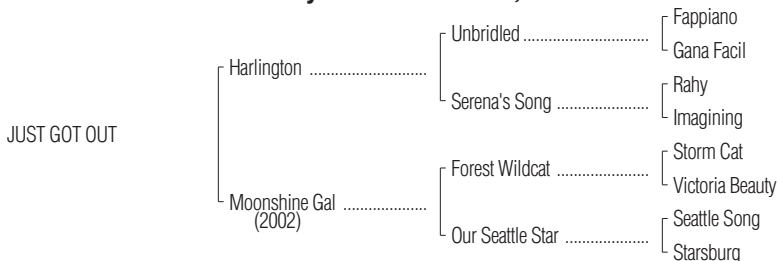 Fappiano
Unbridled
Gana Facil
Harlington
Rahy
Serena's Song
Imagining
JUST GOT OUT
Storm Cat
Forest Wildcat
Victoria Beauty
Moonshine Gal
(2002)
Seattle Song
Our Seattle Star
Starsburg